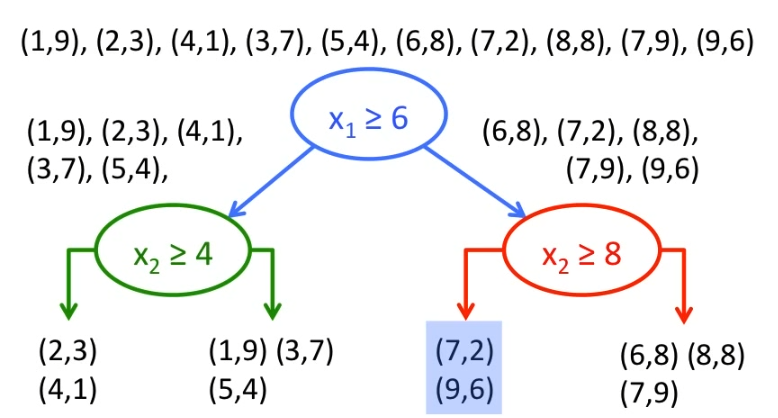 (1,9), (2,3), (4,1), (3,7), (5,4), (6,8), (7,2), (8,8), (7,9), (9,6)
x₁ ≥ 6
(1,9), (2,3), (4,1),
(3,7), (5,4),
(6,8), (7,2), (8,8),
(7,9), (9,6)
x₂ ≥ 4
x₂ ≥ 8
(2,3)
(4,1)
(1,9) (3,7)
(5,4)
(7,2)
(9,6)
(6,8) (8,8)
(7,9)